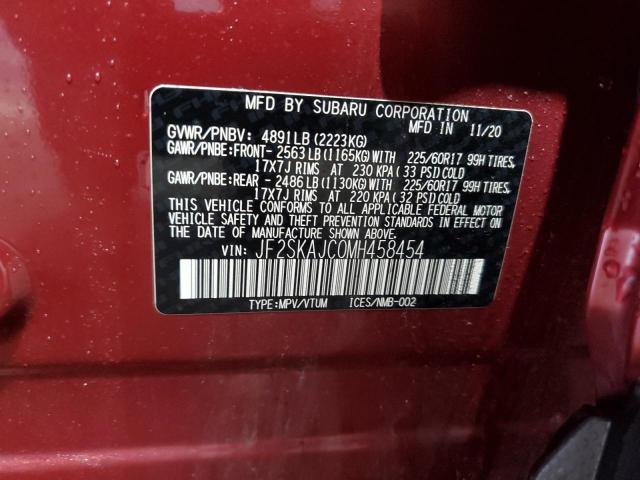 MFD BY SUBARU CORPORATION
MFD IN 11/20
GVWR/PNBV: 4891LB(2223KG)
GAWR/PNBE:FRONT- 2563LB(1165KG)WITH 225/60R17 99H TIRES,
17X7J RIMS AT 230 KPA(33 PSI)COLD
GAWR/PNBE:REAR - 2486LB(1130KG)WITH 225/60R17 99H TIRES,
17X7J RIMS AT 220 KPA(32 PSI)COLD
THIS VEHICLE CONFORMS TO ALL APPLICABLE FEDERAL MOTOR
VEHICLE SAFETY AND THEFT PREVENTION STANDARDS IN EFFECT ON
THE DATE OF MANUFACTURE SHOWN ABOVE.
VIN: JF2SKAJC0MH458454
TYPE:MPV/VTUM ICES/NMB-002